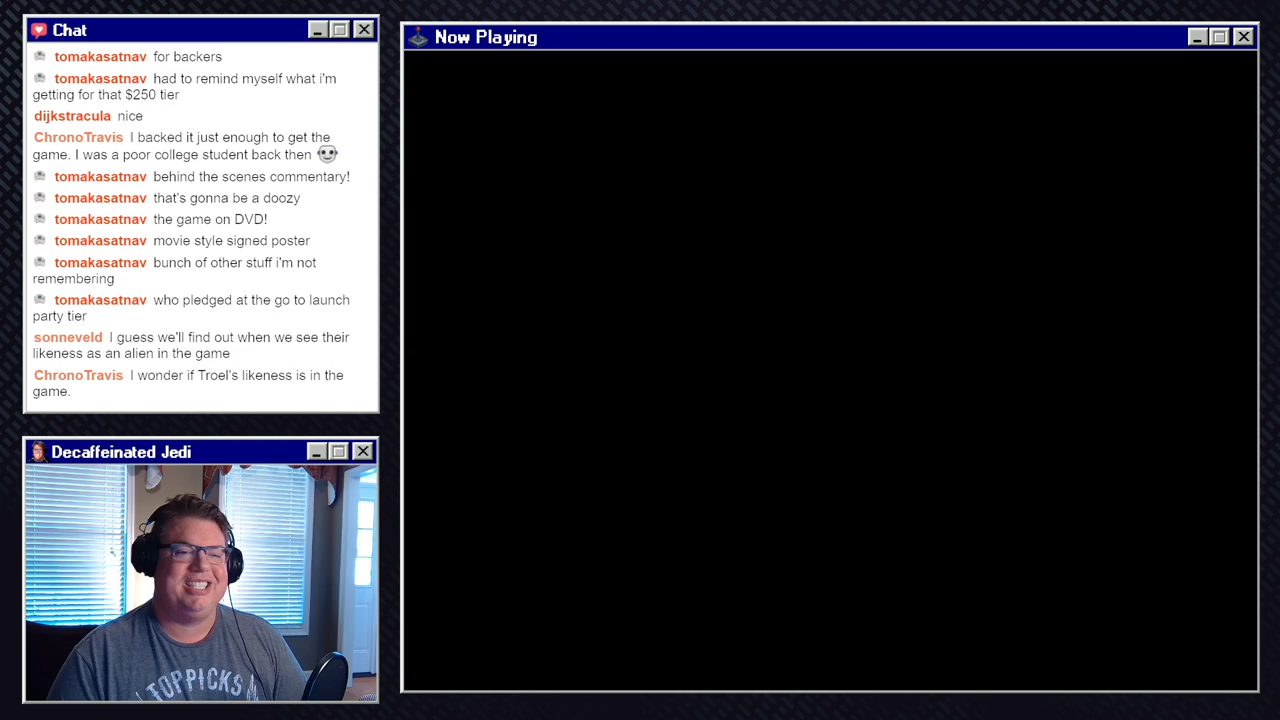 Chat
tomakasatnav for backers
tomakasatnav had to remind myself what i'm
getting for that $250 tier
dijkstracula nice
ChronoTravis I backed it just enough to get the
game. I was a poor college student back then
tomakasatnav behind the scenes commentary!
tomakasatnav that's gonna be a doozy
tomakasatnav the game on DVD!
tomakasatnav movie style signed poster
tomakasatnav bunch of other stuff i'm not
remembering
tomakasatnav who pledged at the go to launch
party tier
sonneveld I guess we'll find out when we see their
likeness as an alien in the game
ChronoTravis I wonder if Troel's likeness is in the
game.
Decaffeinated Jedi
TOPPICKS
Now Playing